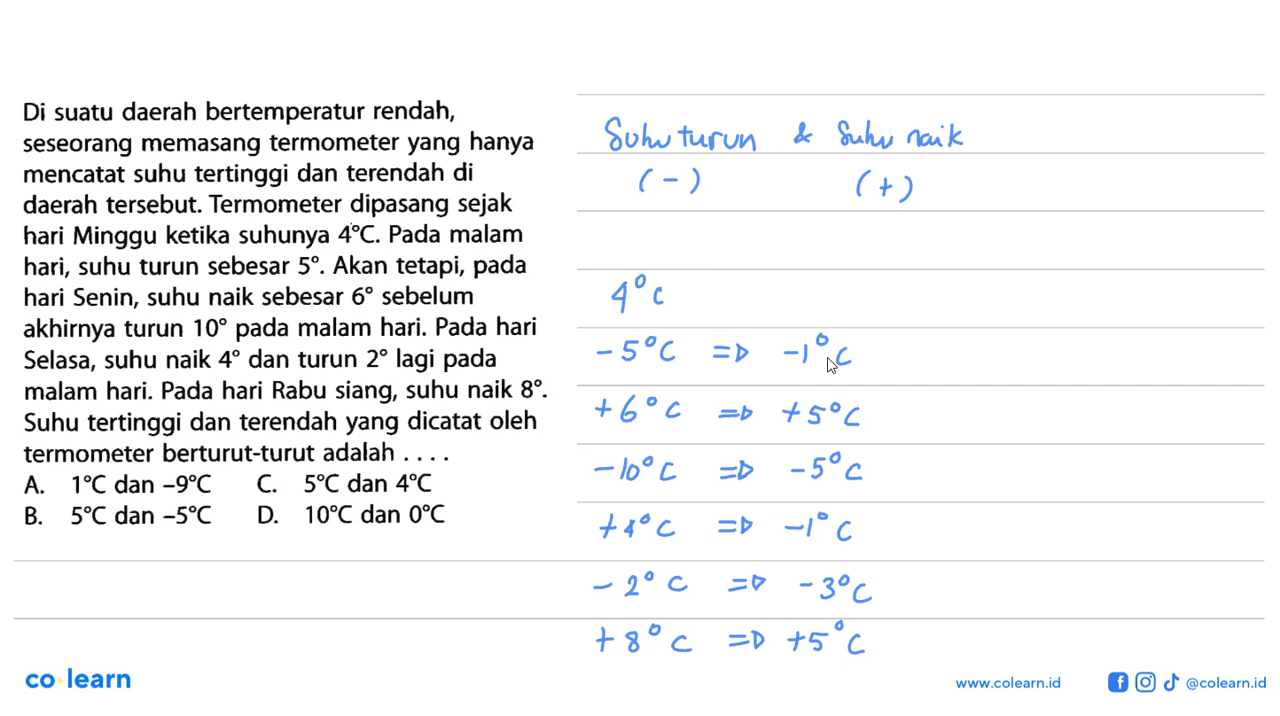 Di suatu daerah bertemperatur rendah,
seseorang memasang termometer yang hanya
mencatat suhu tertinggi dan terendah di
daerah tersebut. Termometer dipasang sejak
hari Minggu ketika suhunya 4°C. Pada malam
hari, suhu turun sebesar 5°. Akan tetapi, pada
hari Senin, suhu naik sebesar 6° sebelum
akhirnya turun 10° pada malam hari. Pada hari
Selasa, suhu naik 4° dan turun 2° lagi pada
malam hari. Pada hari Rabu siang, suhu naik 8°.
Suhu tertinggi dan terendah yang dicatat oleh
termometer berturut-turut adalah . . . .
A. 1°C dan –9°C C. 5°C dan 4°C
B. 5°C dan –5°C D. 10°C dan 0°C
Suhu turun & Suhu naik
(-) (+)
4°C
-5°C => -1°C
+6°C => +5°C
-10°C => -5°C
+4°C => -1°C
-2°C => -3°C
+8°C => +5°C
co learn
www.colearn.id @colearn.id